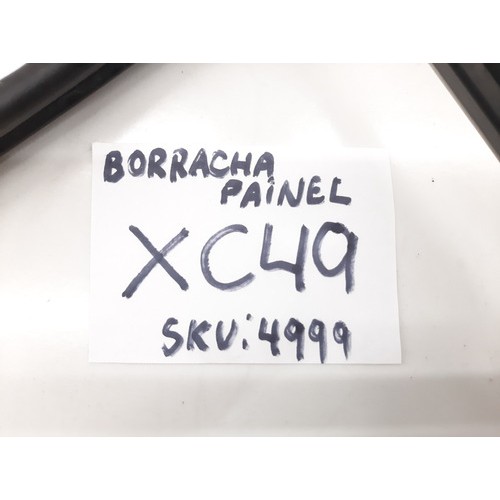 BORRACHA
PAINEL
XC49
SKU: 4999